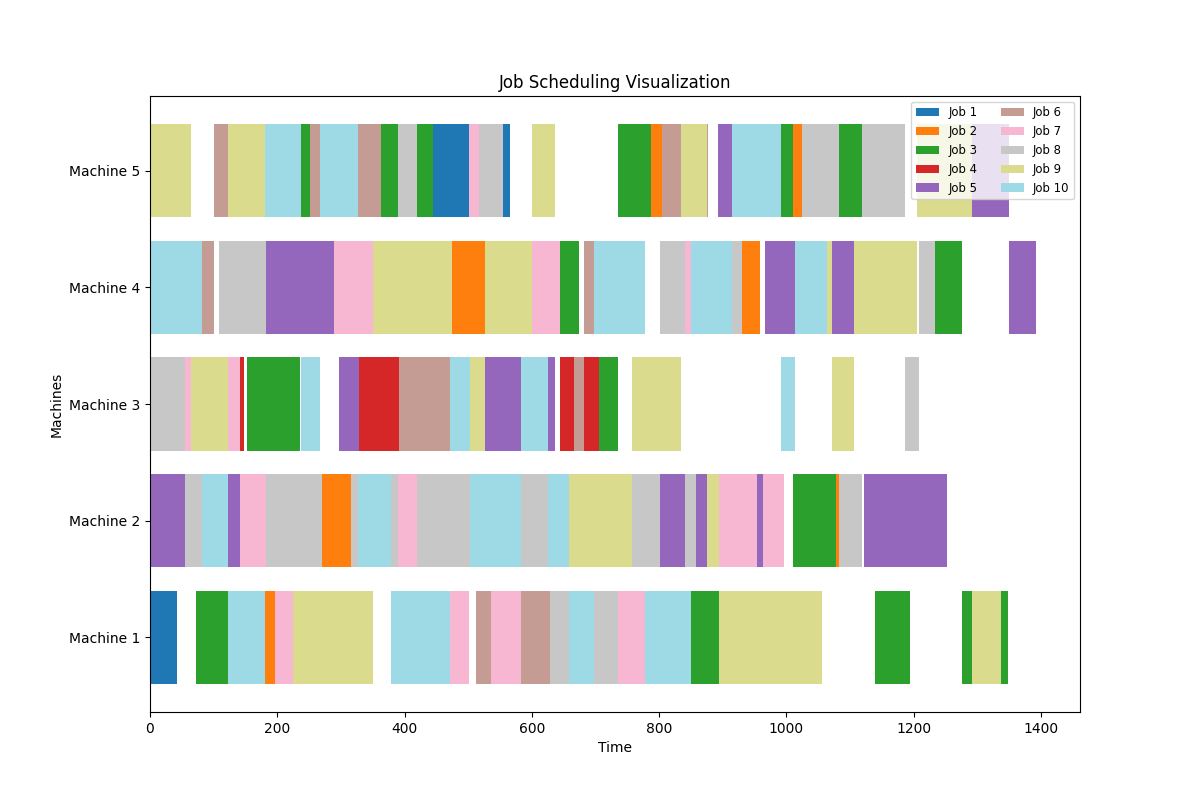 Job Scheduling Visualization
Job 1 Job 6
Job 2 Job 7
Job 3 Job 8
Job 4 Job 9
Job 5 Job 10
Machine 5
Machine 4
Machine 3
Machine 2
Machine 1
Machines
0 200 400 600 800 1000 1200 1400
Time